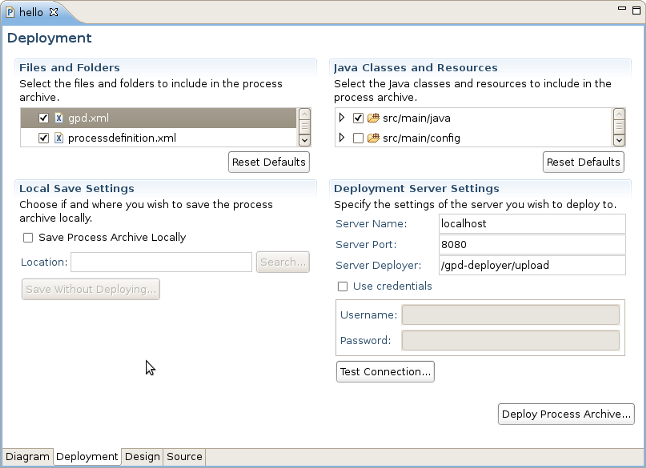 hello
Deployment
Files and Folders
Select the files and folders to include in the process
archive.
gpd.xml
processdefinition.xml
Reset Defaults
Java Classes and Resources
Select the Java classes and resources to include in the
process archive.
src/main/java
src/main/config
Reset Defaults
Local Save Settings
Choose if and where you wish to save the process
archive locally.
Save Process Archive Locally
Location:
Search...
Save Without Deploying...
Deployment Server Settings
Specify the settings of the server you wish to deploy to.
Server Name: localhost
Server Port: 8080
Server Deployer: /gpd-deployer/upload
Use credentials
Username:
Password:
Test Connection...
Deploy Process Archive...
Diagram Deployment Design Source